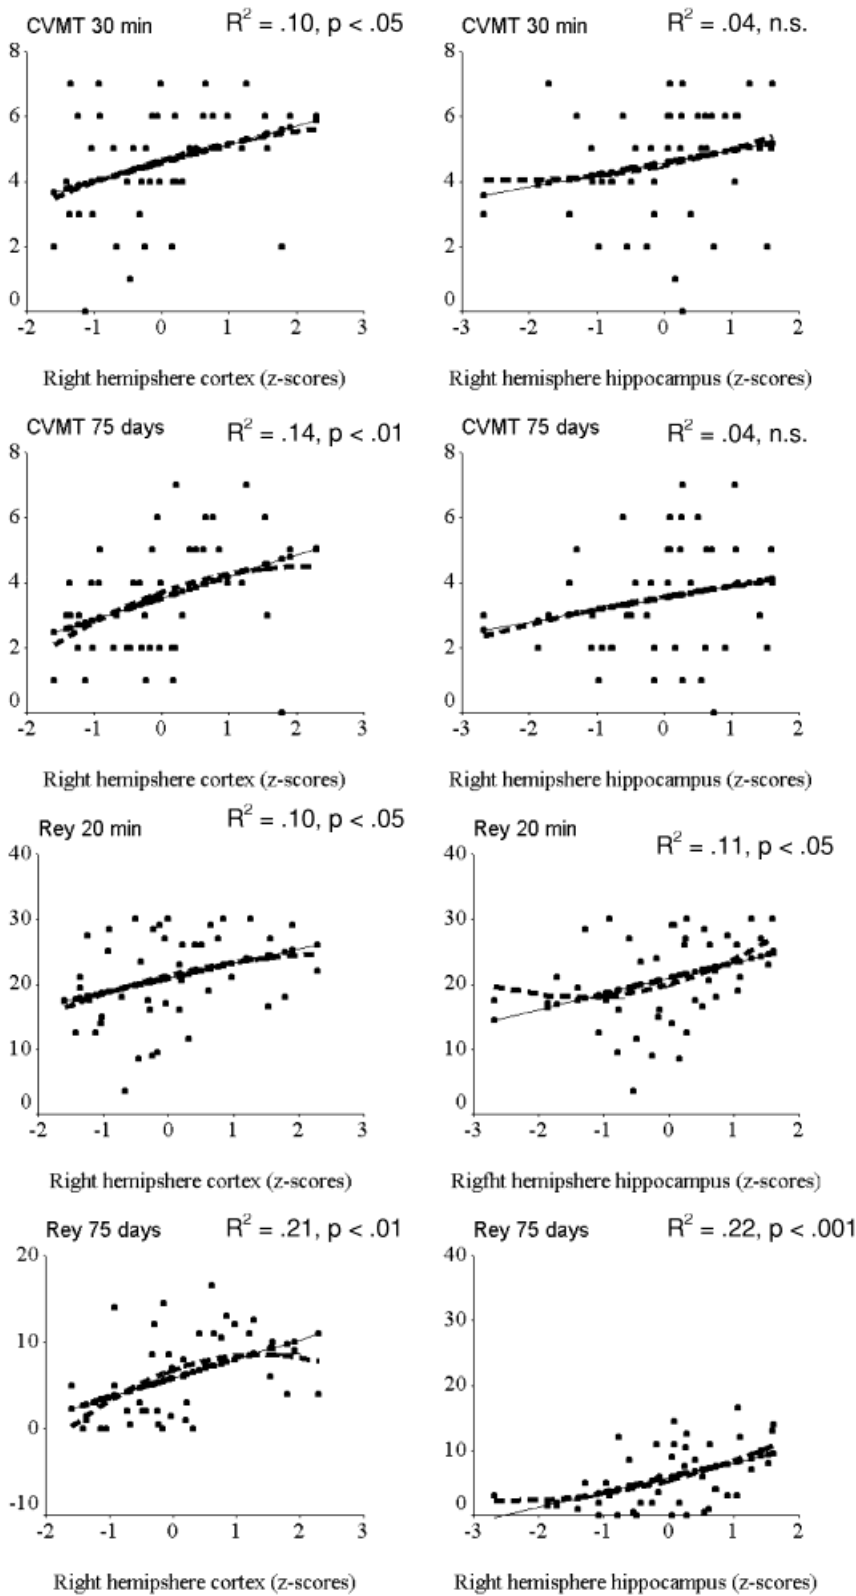 CVMT 30 min
R² = .10, p < .05
8
6
4
2
0
-2 -1 0 1 2 3
Right hemipshere cortex (z-scores)
CVMT 30 min
R² = .04, n.s.
8
6
4
2
0
-3 -2 -1 0 1 2
Right hemisphere hippocampus (z-scores)
CVMT 75 days
R² = .14, p < .01
8
6
4
2
0
-2 -1 0 1 2 3
Right hemipshere cortex (z-scores)
CVMT 75 days
R² = .04, n.s.
8
6
4
2
0
-3 -2 -1 0 1 2
Right hemipshere hippocampus (z-scores)
Rey 20 min
R² = .10, p < .05
40
30
20
10
0
-2 -1 0 1 2 3
Right hemipshere cortex (z-scores)
Rey 20 min
R² = .11, p < .05
40
30
20
10
0
-3 -2 -1 0 1 2
Rigfht hemipshere hippocampus (z-scores)
Rey 75 days
R² = .21, p < .01
20
10
0
-10
-2 -1 0 1 2 3
Right hemipshere cortex (z-scores)
Rey 75 days
R² = .22, p < .001
40
30
20
10
0
-3 -2 -1 0 1 2
Right hemisphere hippocampus (z-scores)